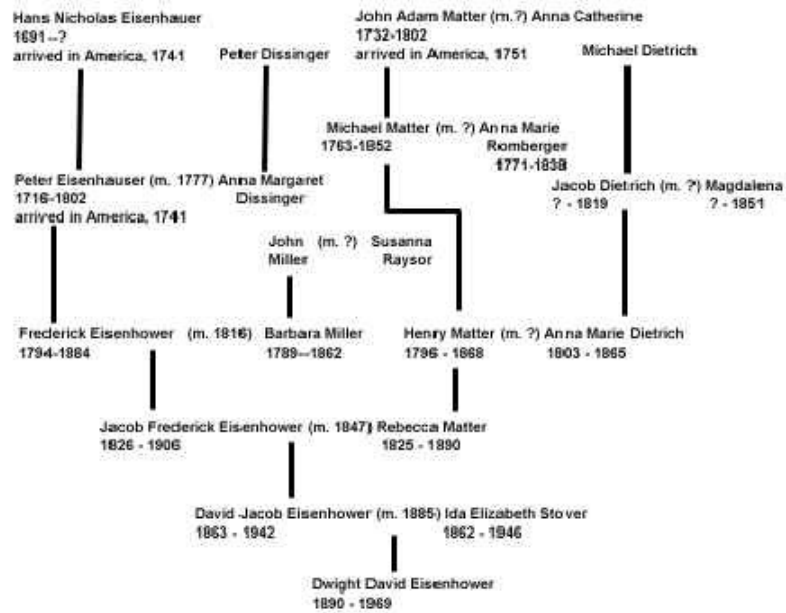 Hans Nicholas Eisenhauer
1691--?
arrived in America, 1741
Peter Dissinger
John Adam Matter (m.?) Anna Catherine
1732-1802
arrived in America, 1751
Michael Dietrich
Michael Matter (m. ?) Anna Marie
1763-1852
Romberger
1771-1838
Peter Eisenhauser (m. 1777) Anna Margaret
1716-1802
Dissinger
arrived in America, 1741
Jacob Dietrich (m. ?) Magdalena
? - 1819
? - 1851
John (m. ?) Susanna
Miller Raysor
Frederick Eisenhower (m. 1816) Barbara Miller
1794-1884
1789--1862
Henry Matter (m. ?) Anna Marie Dietrich
1796 - 1868
1803 - 1865
Jacob Frederick Eisenhower (m. 1847) Rebecca Matter
1826 - 1906
1825 - 1890
David Jacob Eisenhower (m. 1885) Ida Elizabeth Stover
1863 - 1942
1862 - 1946
Dwight David Eisenhower
1890 - 1969